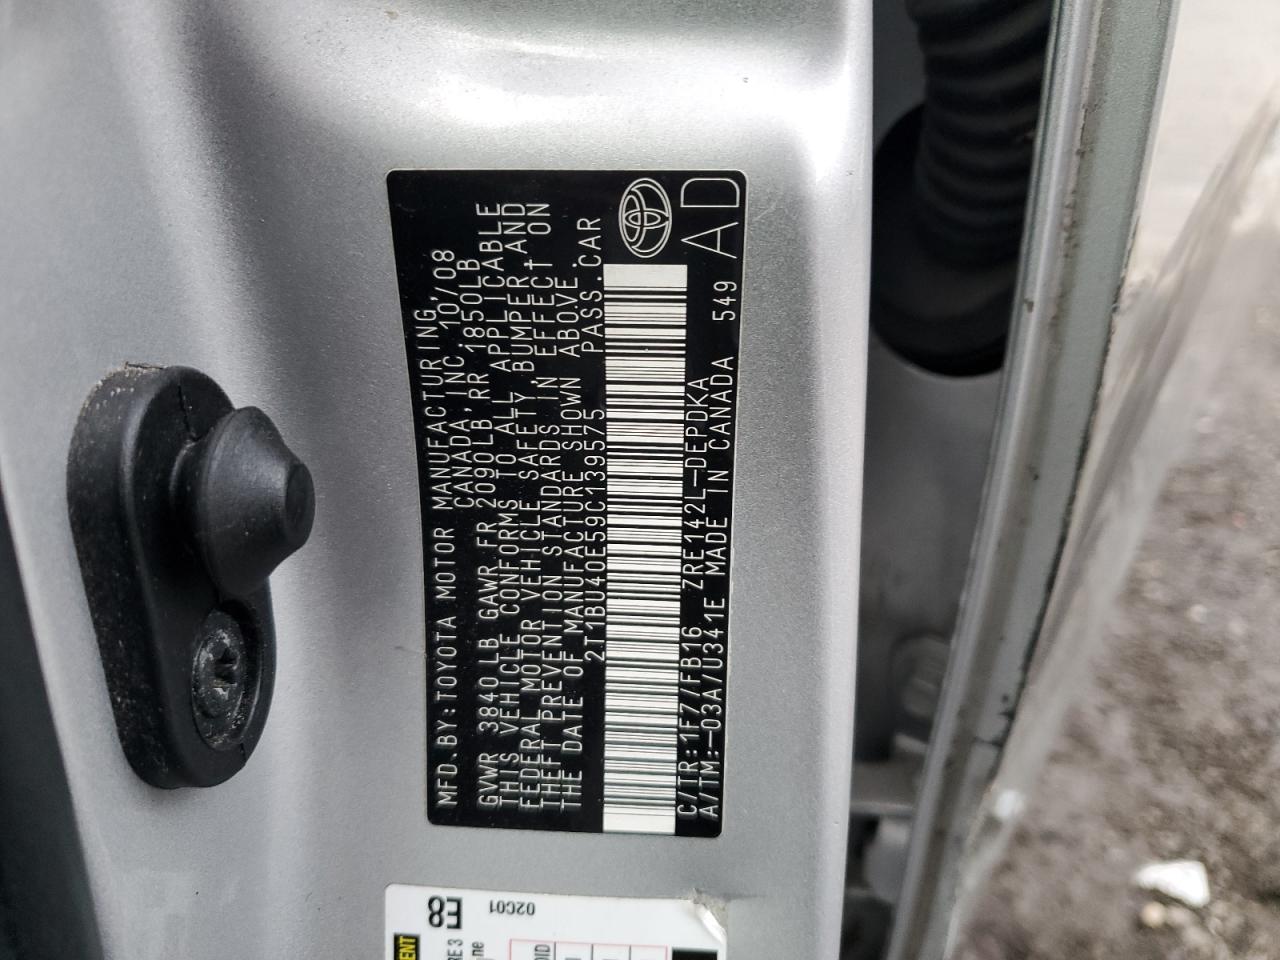 MFD.BY:TOYOTA MOTOR MANUFACTURING,
CANADA, INC. 10/08
GVWR 3840LB GAWR FR 2090LB RR 1850LB
THIS VEHICLE CONFORMS TO ALL APPLICABLE
FEDERAL MOTOR VEHICLE SAFETY, BUMPER, AND
THEFT PREVENTION STANDARDS IN EFFECT ON
THE DATE OF MANUFACTURE SHOWN ABOVE.
2T1BU40E59C139575 PASS.CAR
C/TR:1F7/FB16 ZRE142L-DEPDKA
A/TM:-03A/U341E MADE IN CANADA 549
AD
E8
02C01